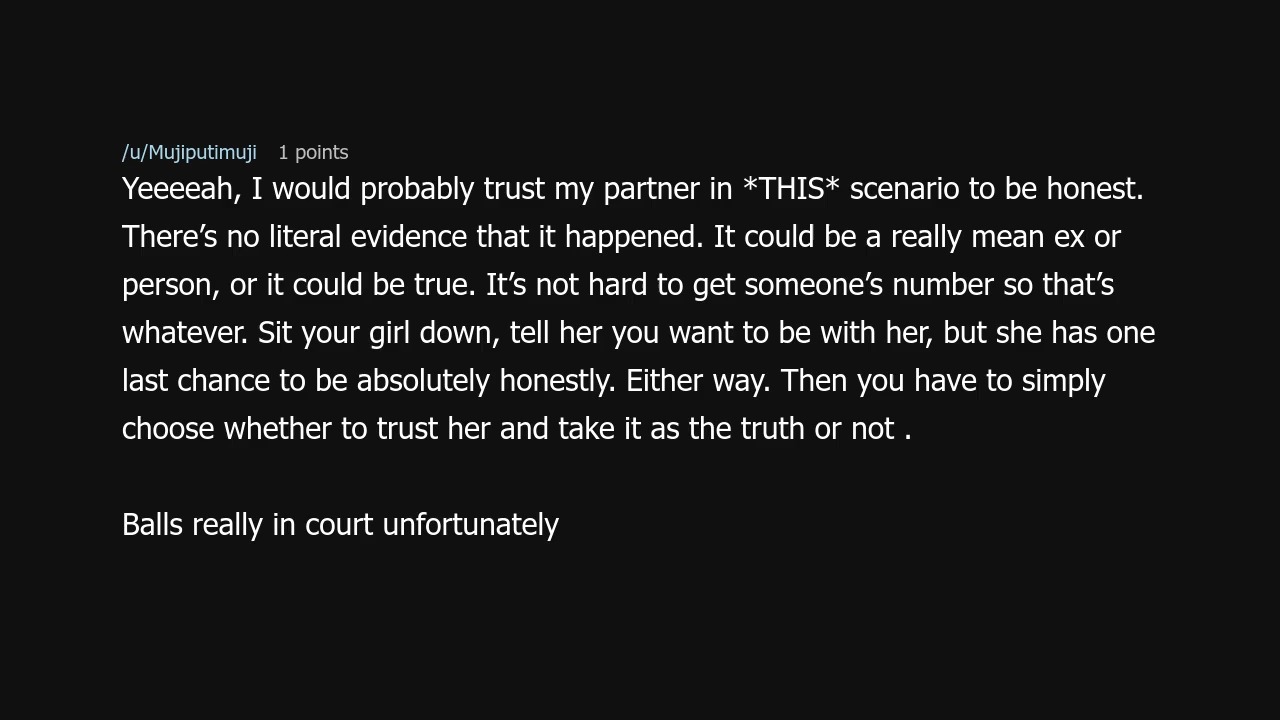 /u/Mujiputimuji 1 points
Yeeeeah, I would probably trust my partner in *THIS* scenario to be honest.
There’s no literal evidence that it happened. It could be a really mean ex or
person, or it could be true. It’s not hard to get someone’s number so that’s
whatever. Sit your girl down, tell her you want to be with her, but she has one
last chance to be absolutely honestly. Either way. Then you have to simply
choose whether to trust her and take it as the truth or not .
Balls really in court unfortunately